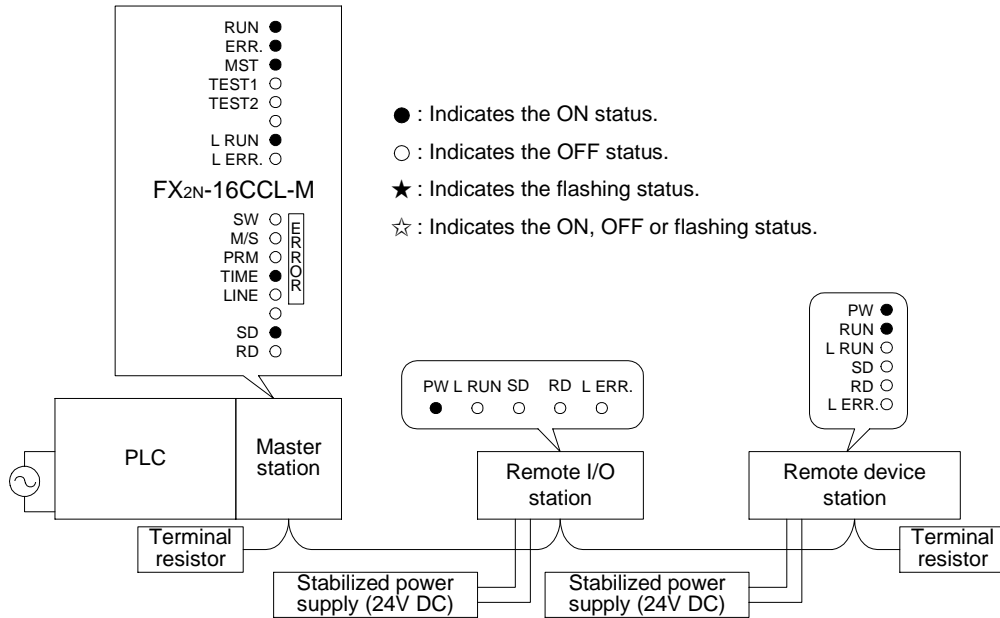 RUN
ERR.
MST
TEST1
TEST2
L RUN
L ERR.
FX2N-16CCL-M
SW
M/S
PRM
TIME
LINE
ERROR
SD
RD
● : Indicates the ON status.
○ : Indicates the OFF status.
★ : Indicates the flashing status.
☆ : Indicates the ON, OFF or flashing status.
PW L RUN SD RD L ERR.
PW
RUN
L RUN
SD
RD
L ERR.
PLC
Master
station
Remote I/O
station
Remote device
station
Terminal
resistor
Terminal
resistor
Stabilized power
supply (24V DC)
Stabilized power
supply (24V DC)